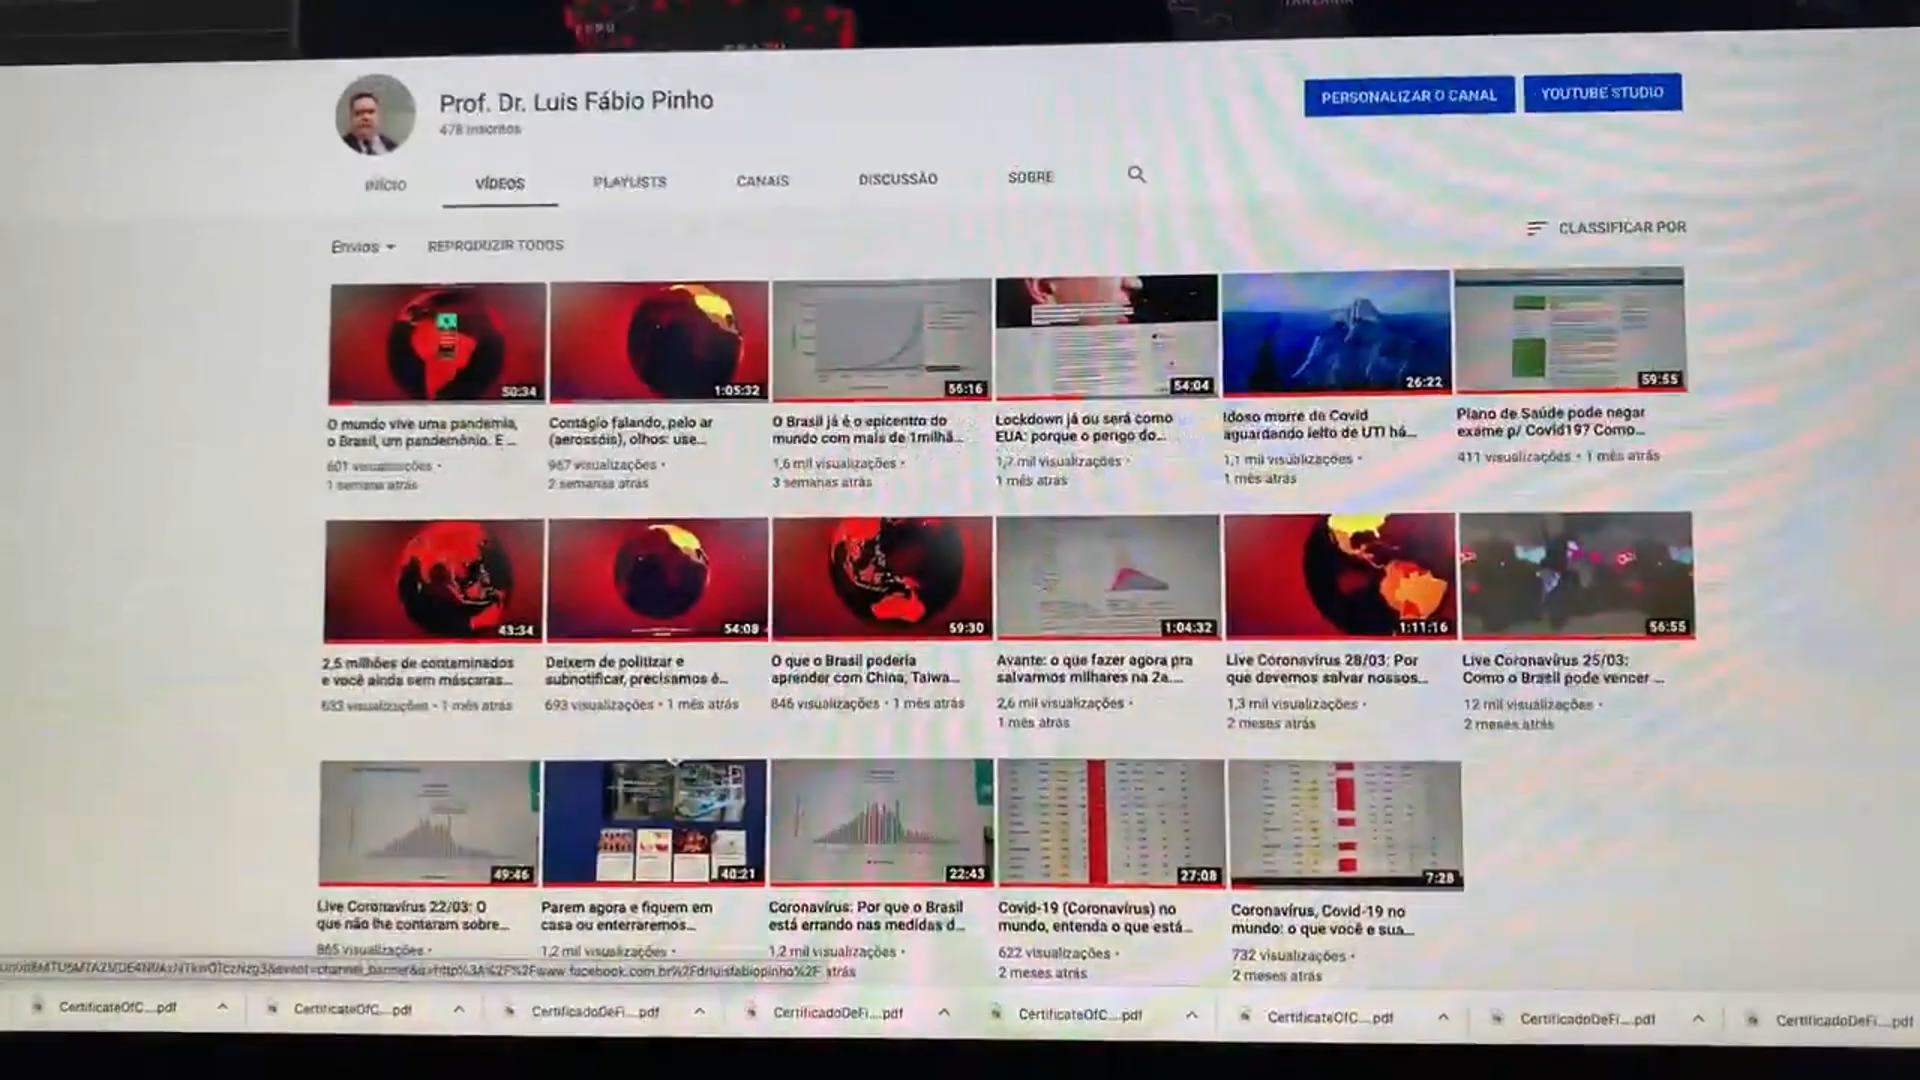 PERU
Prof. Dr. Luis Fábio Pinho
478 inscritos
PERSONALIZAR O CANAL
YOUTUBE STUDIO
INÍCIO
VÍDEOS
PLAYLISTS
CANAIS
DISCUSSÃO
SOBRE
Envios
REPRODUZIR TODOS
CLASSIFICAR POR
50:34
1:05:32
56:16
54:04
26:22
59:55
O mundo vive uma pandemia,
o Brasil, um pandemônio. E ...
601 visualizações •
1 semana atrás
Contágio falando, pelo ar
(aerossóis), olhos: use...
967 visualizações •
2 semanas atrás
O Brasil já é o epicentro do
mundo com mais de 1milhã...
1,6 mil visualizações •
3 semanas atrás
Lockdown já ou será como
EUA: porque o perigo do...
1,7 mil visualizações •
1 mês atrás
Idoso morre de Covid
aguardando leito de UTI há...
1,1 mil visualizações •
1 mês atrás
Plano de Saúde pode negar
exame p/ Covid19? Como...
411 visualizações • 1 mês atrás
43:34
54:08
59:30
1:04:32
1:11:16
56:55
2,5 milhões de contaminados
e você ainda sem máscaras...
633 visualizações • 1 mês atrás
Deixem de politizar e
subnotificar, precisamos é...
693 visualizações • 1 mês atrás
O que o Brasil poderia
aprender com China, Taiwa...
846 visualizações • 1 mês atrás
Avante: o que fazer agora pra
salvarmos milhares na 2a....
2,6 mil visualizações •
1 mês atrás
Live Coronavírus 28/03: Por
que devemos salvar nossos...
1,3 mil visualizações •
2 meses atrás
Live Coronavírus 25/03:
Como o Brasil pode vencer ...
12 mil visualizações •
2 meses atrás
49:46
40:21
22:43
27:08
7:28
Live Coronavírus 22/03: O
que não lhe contaram sobre...
865 visualizações •
Parem agora e fiquem em
casa ou enterraremos...
1,2 mil visualizações •
Coronavírus: Por que o Brasil
está errando nas medidas d...
1,2 mil visualizações •
atrás
Covid-19 (Coronavírus) no
mundo, entenda o que está...
622 visualizações •
2 meses atrás
Coronavírus, Covid-19 no
mundo: o que você e sua...
732 visualizações •
2 meses atrás
CertificateOfC....pdf
CertificateOfC....pdf
CertificadoDeFi....pdf
CertificadoDeFi....pdf
CertificateOfC....pdf
CertificateOfC....pdf
CertificadoDeFi....pdf
CertificadoDeFi....pdf